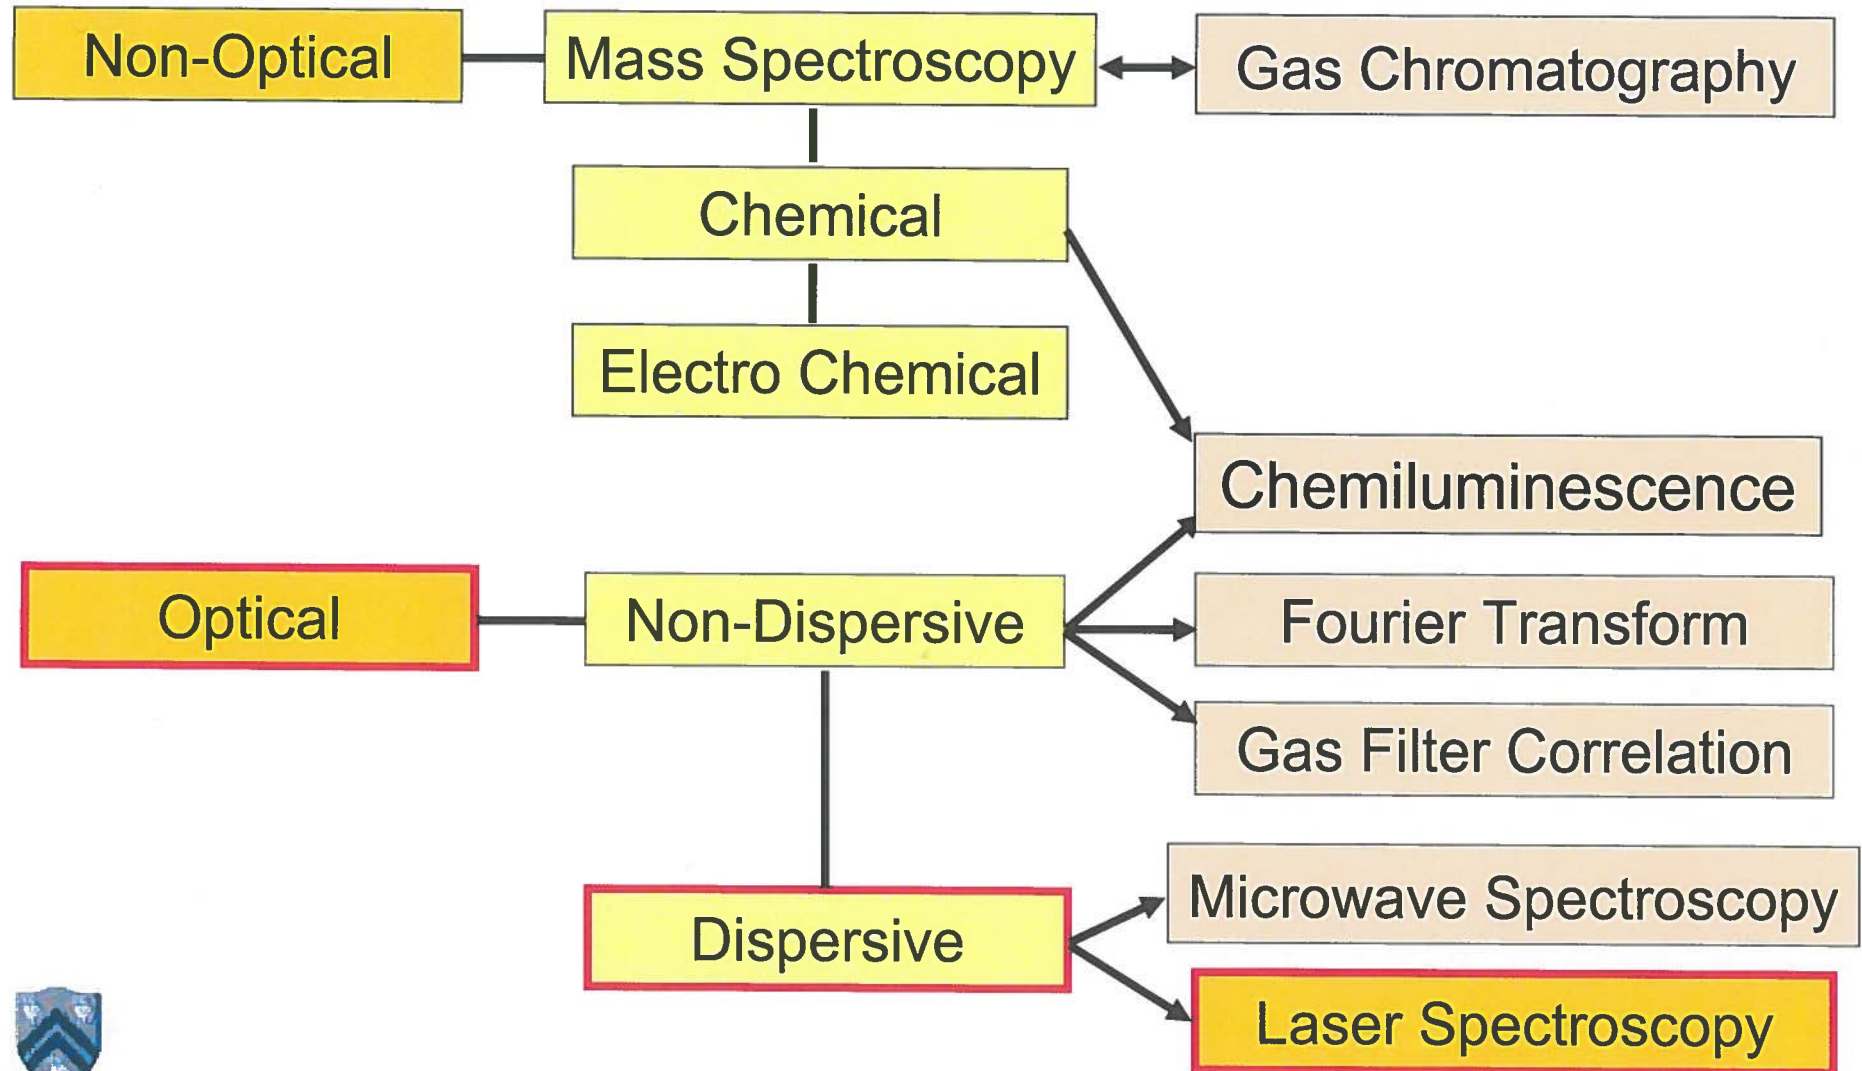 Non-Optical
Mass Spectroscopy
Gas Chromatography
Chemical
Electro Chemical
Chemiluminescence
Optical
Non-Dispersive
Fourier Transform
Gas Filter Correlation
Dispersive
Microwave Spectroscopy
Laser Spectroscopy